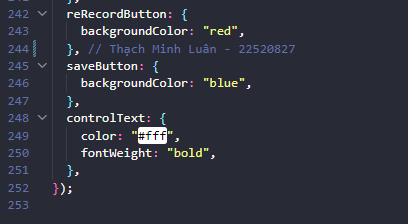 242 reRecordButton: {
243 backgroundColor: "red",
244 }, // Thạch Minh Luân - 22520827
245 saveButton: {
246 backgroundColor: "blue",
247 },
248 controlText: {
249 color: "#fff",
250 fontWeight: "bold",
251 },
252 });
253